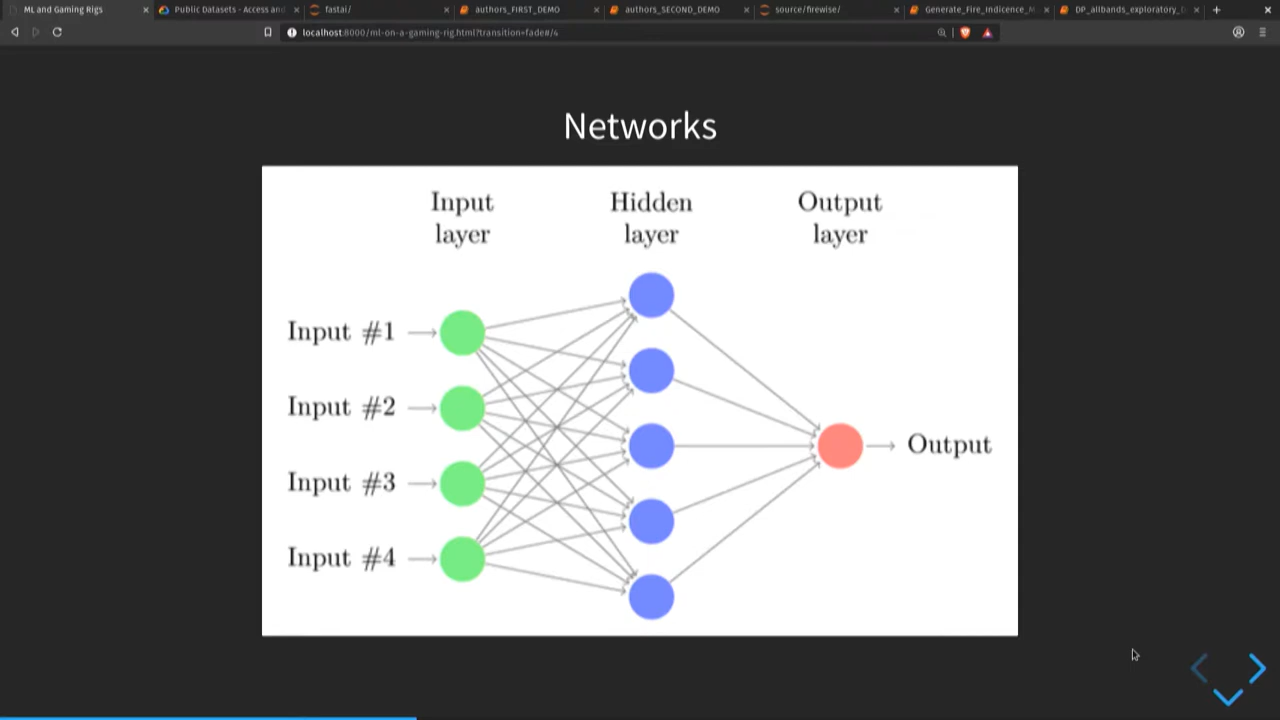 ML and Gaming Rigs
Public Datasets - Access and
fastai/
authors_FIRST_DEMO
authors_SECOND_DEMO
source/firewise/
Generate_Fire_Indicence_
DP_allbands_exploratory_
localhost:8000/ml-on-a-gaming-rig.html?transition=fade#/4
Networks
Input
layer
Hidden
layer
Output
layer
Input #1
Input #2
Input #3
Input #4
Output